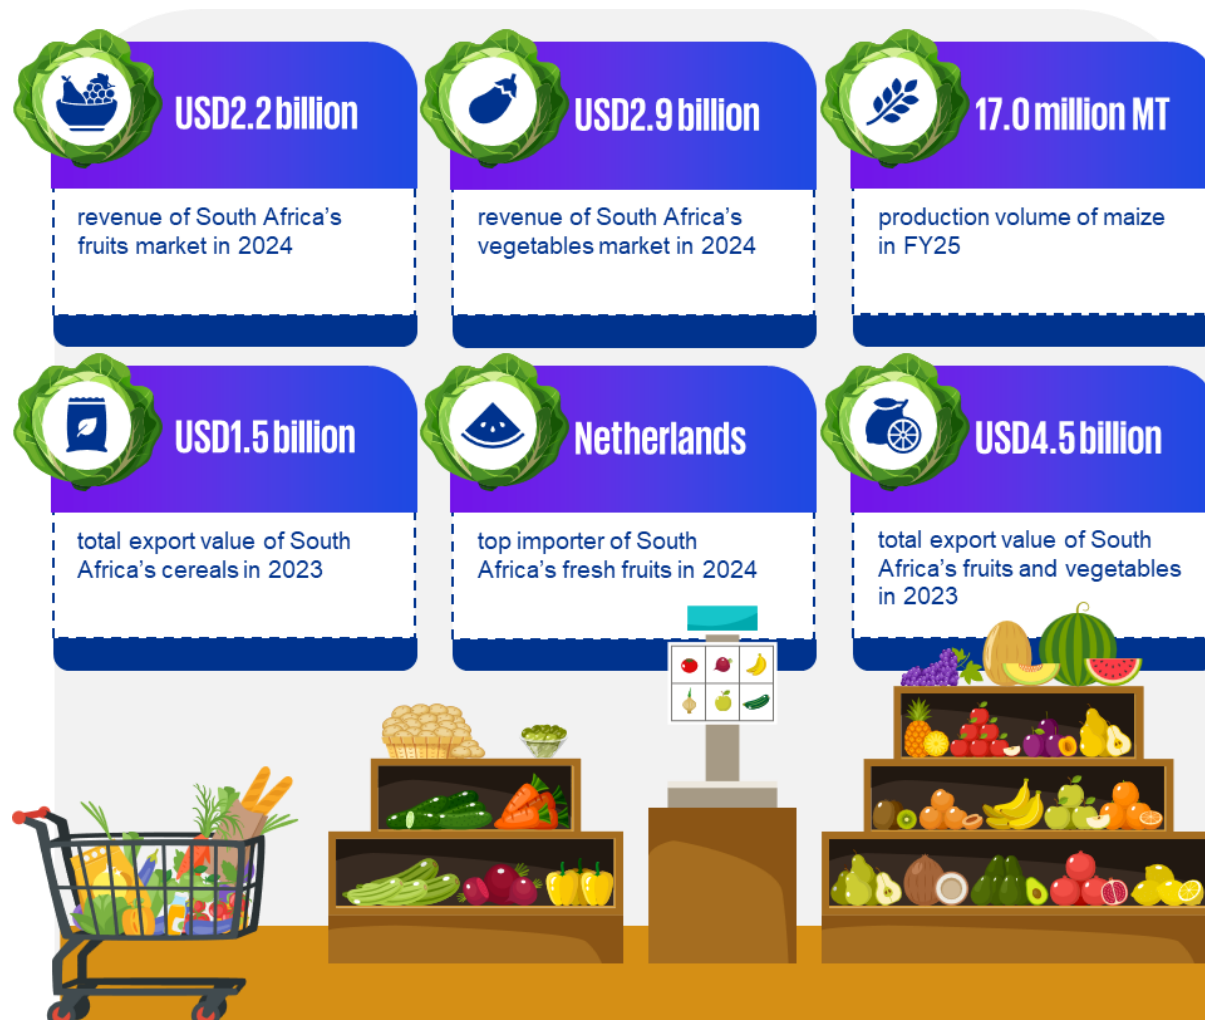 USD2.2 billion
revenue of South Africa’s
fruits market in 2024
USD2.9 billion
revenue of South Africa’s
vegetables market in 2024
17.0 million MT
production volume of maize
in FY25
USD1.5 billion
total export value of South
Africa’s cereals in 2023
Netherlands
top importer of South
Africa’s fresh fruits in 2024
USD4.5 billion
total export value of South
Africa’s fruits and vegetables
in 2023